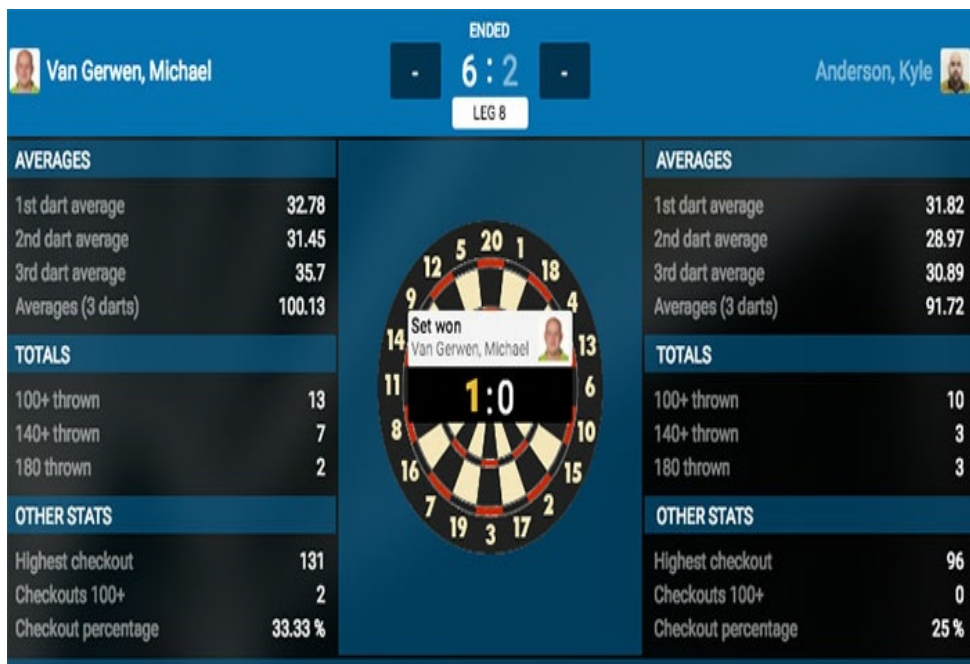 ENDED
Van Gerwen, Michael
- 6 : 2 -
Anderson, Kyle
LEG 8
AVERAGES
1st dart average 32.78
2nd dart average 31.45
3rd dart average 35.7
Averages (3 darts) 100.13
TOTALS
100+ thrown 13
140+ thrown 7
180 thrown 2
OTHER STATS
Highest checkout 131
Checkouts 100+ 2
Checkout percentage 33.33 %
20
1
18
4
13
6
10
15
2
17
3
19
7
16
8
11
14
9
12
5
Set won
Van Gerwen, Michael
1:0
AVERAGES
1st dart average 31.82
2nd dart average 28.97
3rd dart average 30.89
Averages (3 darts) 91.72
TOTALS
100+ thrown 10
140+ thrown 3
180 thrown 3
OTHER STATS
Highest checkout 96
Checkouts 100+ 0
Checkout percentage 25 %